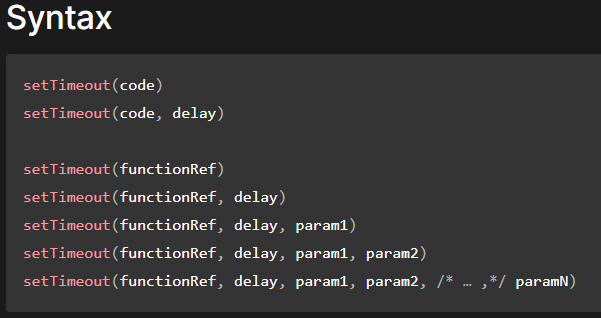 Syntax
setTimeout(code)
setTimeout(code, delay)
setTimeout(functionRef)
setTimeout(functionRef, delay)
setTimeout(functionRef, delay, param1)
setTimeout(functionRef, delay, param1, param2)
setTimeout(functionRef, delay, param1, param2, /* … ,*/ paramN)